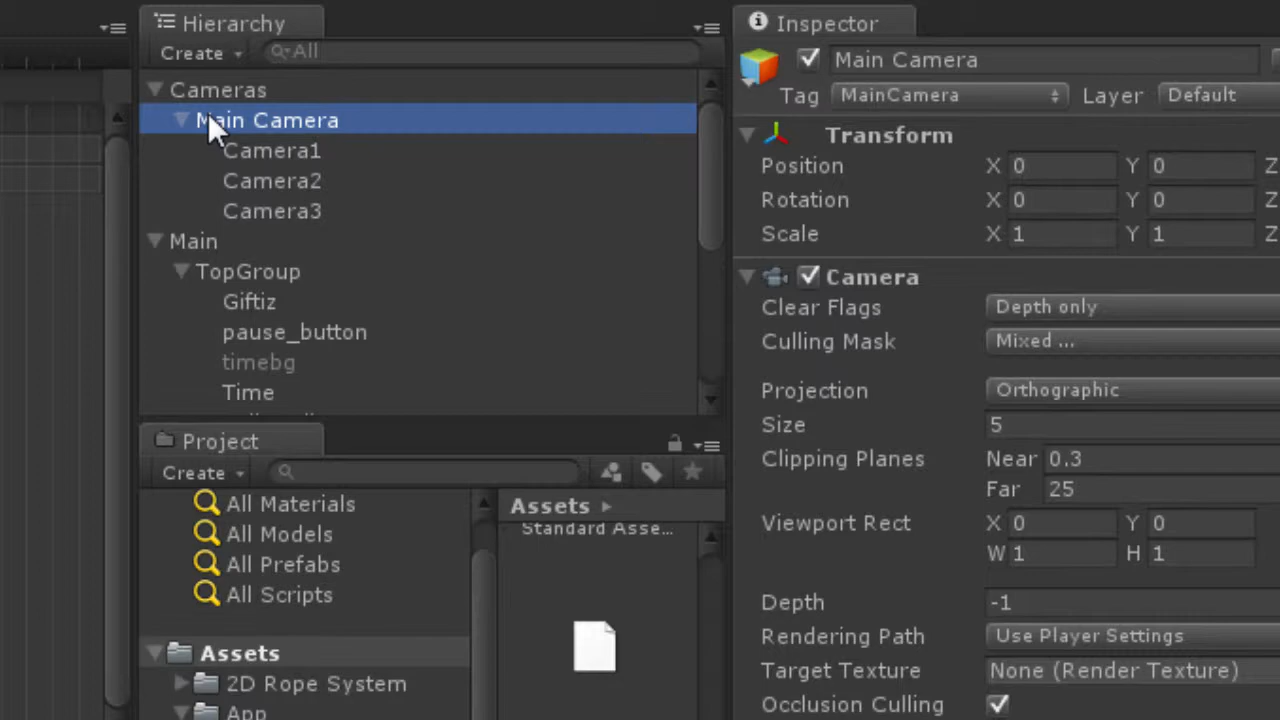 Hierarchy
Create
All
Cameras
Main Camera
Camera1
Camera2
Camera3
Main
TopGroup
Giftiz
pause_button
timebg
Time
Project
Create
All Materials
All Models
All Prefabs
All Scripts
Assets
2D Rope System
App
Assets
Standard Asse...
Inspector
Main Camera
Tag MainCamera Layer Default
Transform
Position X 0 Y 0 Z
Rotation X 0 Y 0 Z
Scale X 1 Y 1 Z
Camera
Clear Flags Depth only
Culling Mask Mixed ...
Projection Orthographic
Size 5
Clipping Planes Near 0.3
Far 25
Viewport Rect X 0 Y 0
W 1 H 1
Depth -1
Rendering Path Use Player Settings
Target Texture None (Render Texture)
Occlusion Culling